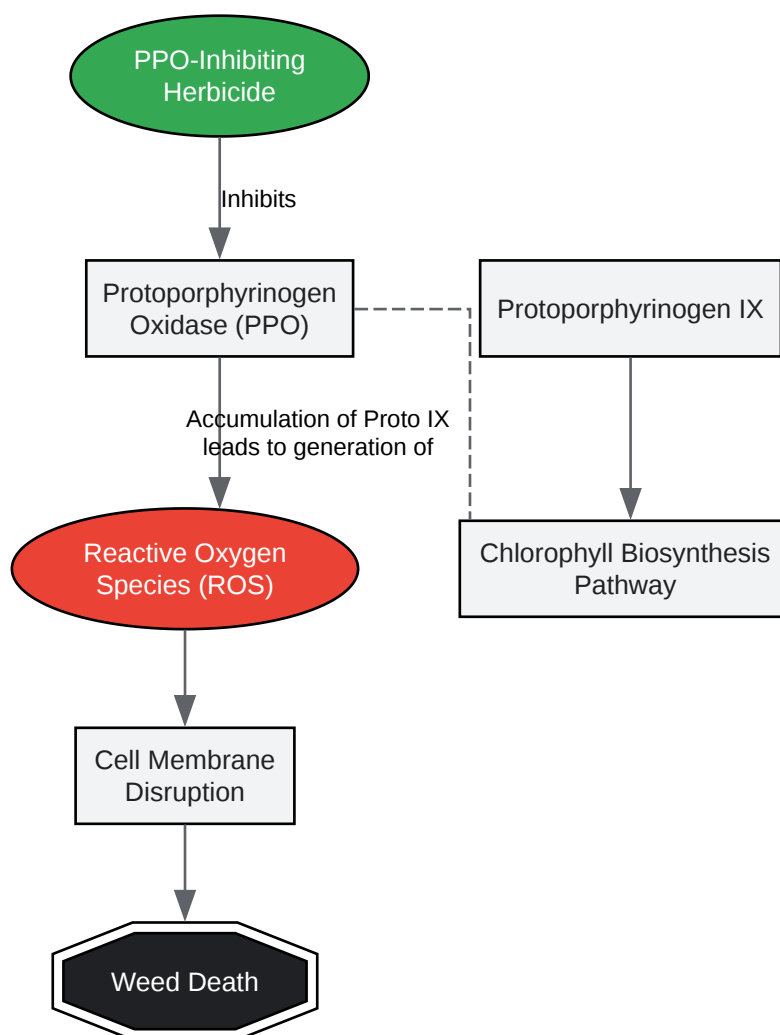 PPO-Inhibiting
Herbicide
Inhibits
Protoporphyrinogen
Oxidase (PPO)
Protoporphyrinogen IX
Accumulation of Proto IX
leads to generation of
Reactive Oxygen
Species (ROS)
Chlorophyll Biosynthesis
Pathway
Cell Membrane
Disruption
Weed Death